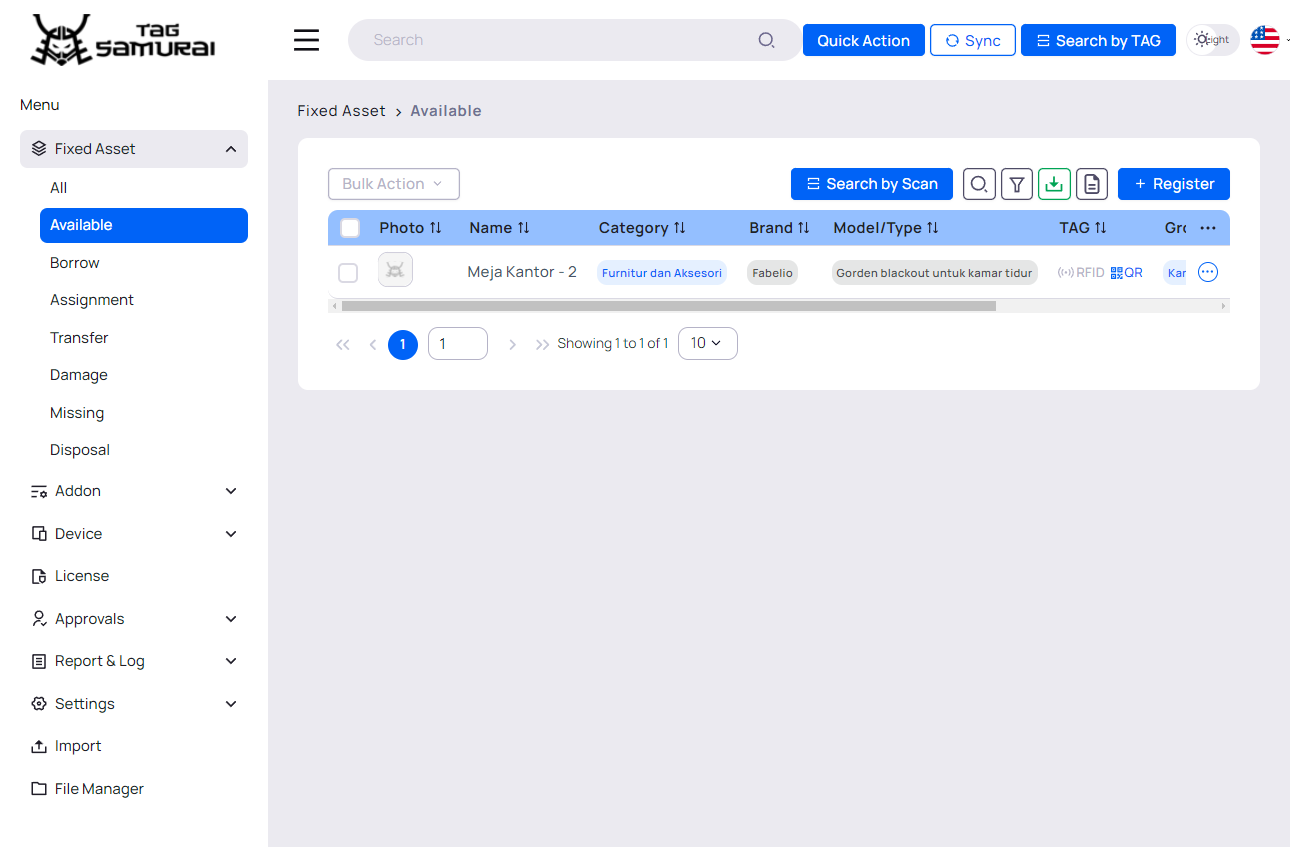 TAG SAMURAI
Search
Quick Action
Sync
Search by TAG
ight
Menu
Fixed Asset
All
Available
Borrow
Assignment
Transfer
Damage
Missing
Disposal
Addon
Device
License
Approvals
Report & Log
Settings
Import
File Manager
Fixed Asset > Available
Bulk Action
Search by Scan
+ Register
Photo Name Category Brand Model/Type TAG Gro ...
Meja Kantor - 2 Furnitur dan Aksesori Fabelio Gorden blackout untuk kamar tidur RFID QR Kar
1 1 Showing 1 to 1 of 1 10